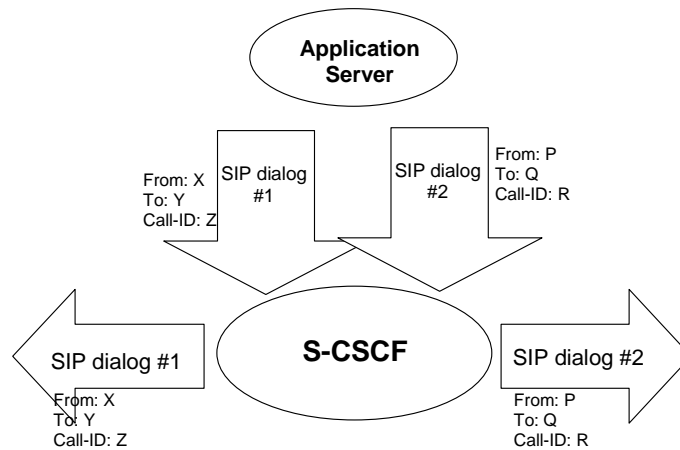 Application
Server
From: X
To: Y
Call-ID: Z
SIP dialog
#1
SIP dialog
#2
From: P
To: Q
Call-ID: R
SIP dialog #1
From: X
To: Y
Call-ID: Z
S-CSCF
SIP dialog #2
From: P
To: Q
Call-ID: R